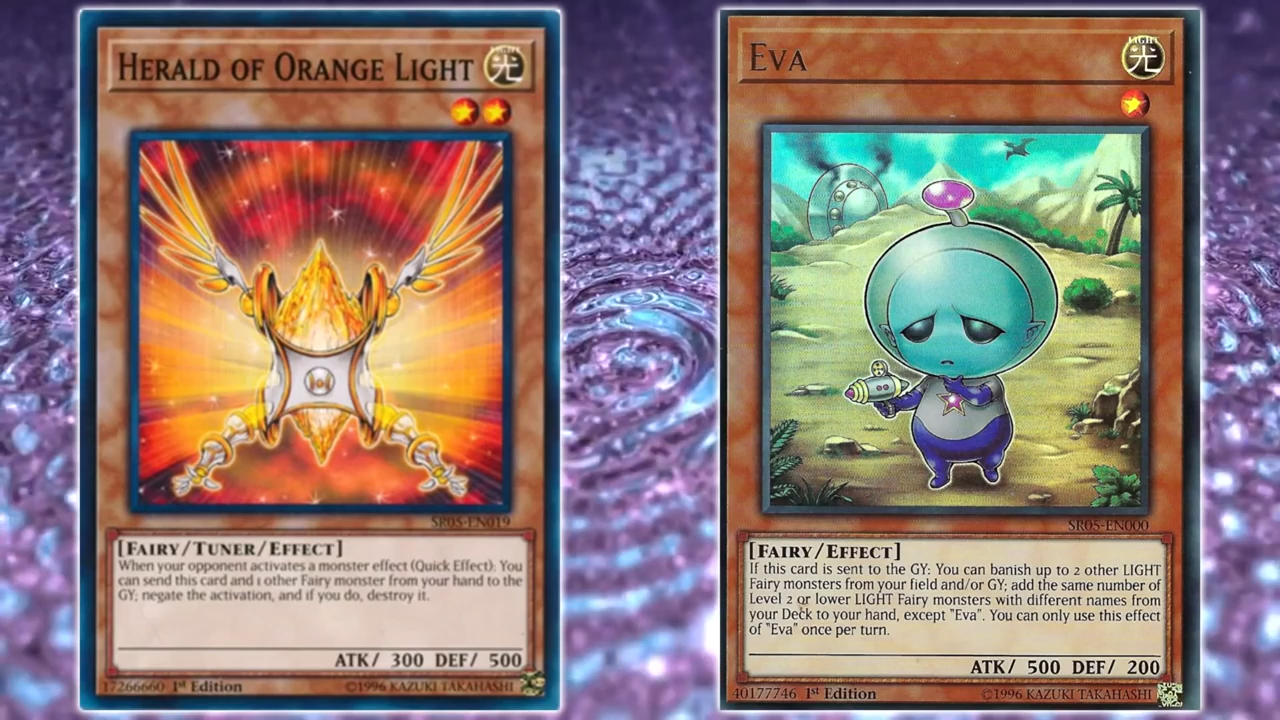 HERALD OF ORANGE LIGHT
LIGHT
光
SR05-EN019
[FAIRY/TUNER/EFFECT]
When your opponent activates a monster effect (Quick Effect): You
can send this card and 1 other Fairy monster from your hand to the
GY; negate the activation, and if you do, destroy it.
ATK/ 300 DEF/ 500
17266660 1st Edition ©1996 KAZUKI TAKAHASHI
EVA
LIGHT
光
SR05-EN000
[FAIRY/EFFECT]
If this card is sent to the GY: You can banish up to 2 other LIGHT
Fairy monsters from your field and/or GY; add the same number of
Level 2 or lower LIGHT Fairy monsters with different names from
your Deck to your hand, except "Eva". You can only use this effect
of "Eva" once per turn.
ATK/ 500 DEF/ 200
40177746 1st Edition ©1996 KAZUKI TAKAHASHI